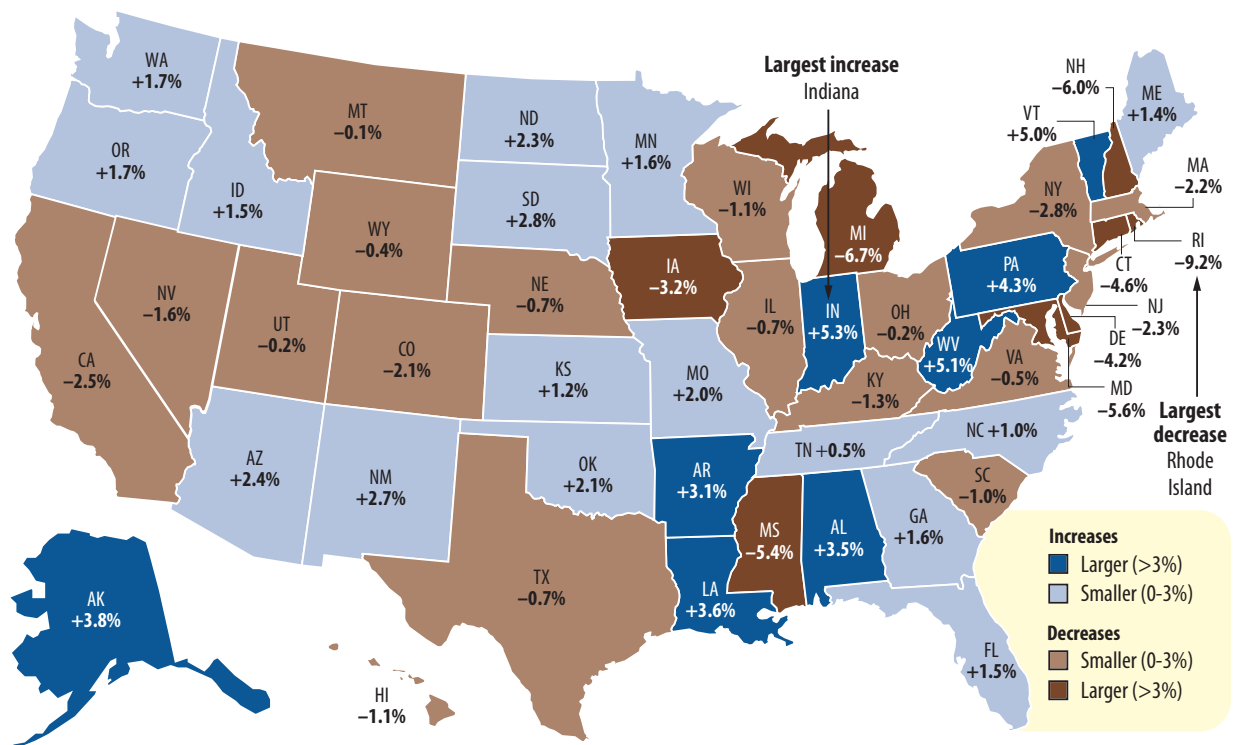 WA
+1.7%
OR
+1.7%
ID
+1.5%
MT
−0.1%
WY
−0.4%
CA
−2.5%
NV
−1.6%
UT
−0.2%
CO
−2.1%
AZ
+2.4%
NM
+2.7%
ND
+2.3%
SD
+2.8%
NE
−0.7%
KS
+1.2%
OK
+2.1%
TX
−0.7%
MN
+1.6%
IA
−3.2%
MO
+2.0%
AR
+3.1%
LA
+3.6%
WI
−1.1%
IL
−0.7%
MS
−5.4%
Largest increase
Indiana
MI
−6.7%
IN
+5.3%
OH
−0.2%
KY
−1.3%
TN +0.5%
AL
+3.5%
GA
+1.6%
FL
+1.5%
SC
−1.0%
NC +1.0%
VA
−0.5%
WV
+5.1%
PA
+4.3%
NY
−2.8%
VT
+5.0%
NH
−6.0%
ME
+1.4%
MA
−2.2%
RI
−9.2%
CT
−4.6%
NJ
−2.3%
DE
−4.2%
MD
−5.6%
Largest
decrease
Rhode
Island
AK
+3.8%
HI
−1.1%
Increases
Larger (>3%)
Smaller (0-3%)
Decreases
Smaller (0-3%)
Larger (>3%)